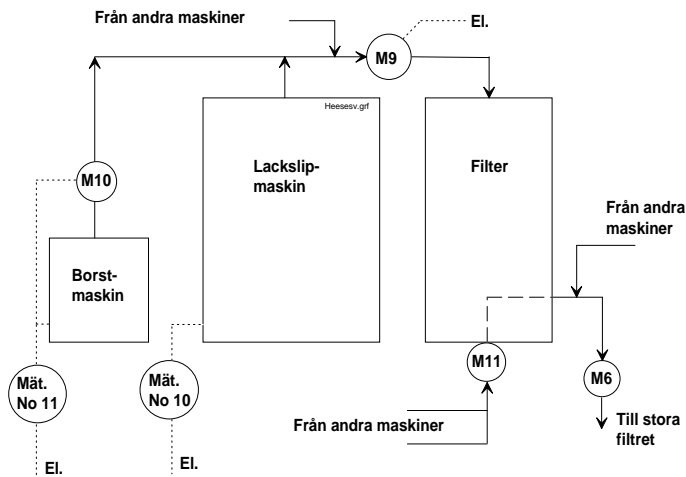 Från andra maskiner
El.
M9
Heesesv.grf
Lackslip-
maskin
Filter
M10
Från andra
maskiner
Borst-
maskin
M11
M6
Mät.
No 11
Mät.
No 10
Från andra maskiner
Till stora
filtret
El.
El.